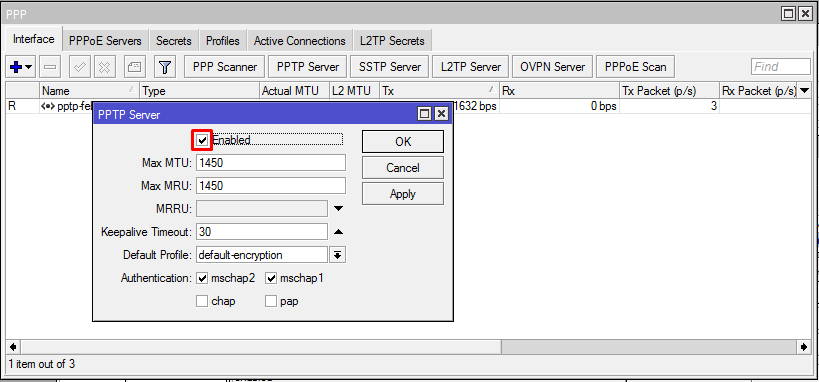 PPP
Interface PPPoE Servers Secrets Profiles Active Connections L2TP Secrets
PPP Scanner PPTP Server SSTP Server L2TP Server OVPN Server PPPoE Scan Find
Name Type Actual MTU L2 MTU Tx Rx Tx Packet (p/s) Rx Packet (p/s)
R 1632 bps 0 bps 3
PPTP Server
Enabled OK
Max MTU: 1450 Cancel
Max MRU: 1450 Apply
MRRU:
Keepalive Timeout: 30
Default Profile: default-encryption
Authentication: mschap2 mschap1
chap pap
1 item out of 3